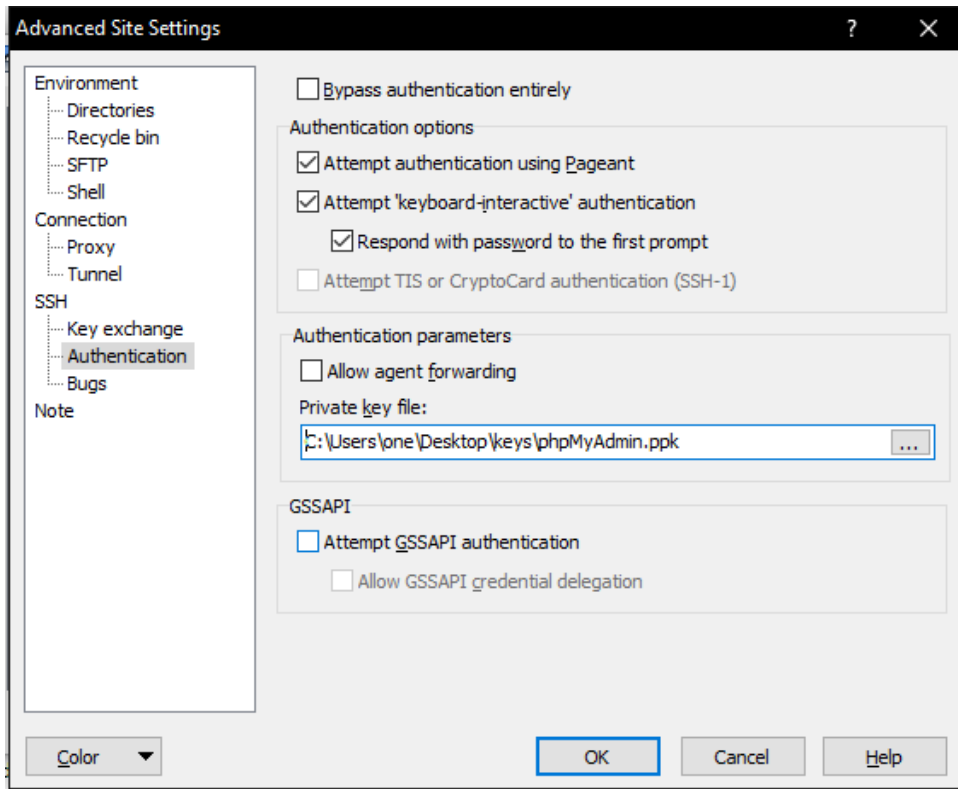 Advanced Site Settings
Environment
Directories
Recycle bin
SFTP
Shell
Connection
Proxy
Tunnel
SSH
Key exchange
Authentication
Bugs
Note
Bypass authentication entirely
Authentication options
Attempt authentication using Pageant
Attempt 'keyboard-interactive' authentication
Respond with password to the first prompt
Attempt TIS or CryptoCard authentication (SSH-1)
Authentication parameters
Allow agent forwarding
Private key file:
C:\Users\one\Desktop\keys\phpMyAdmin.ppk
...
GSSAPI
Attempt GSSAPI authentication
Allow GSSAPI credential delegation
Color
OK
Cancel
Help